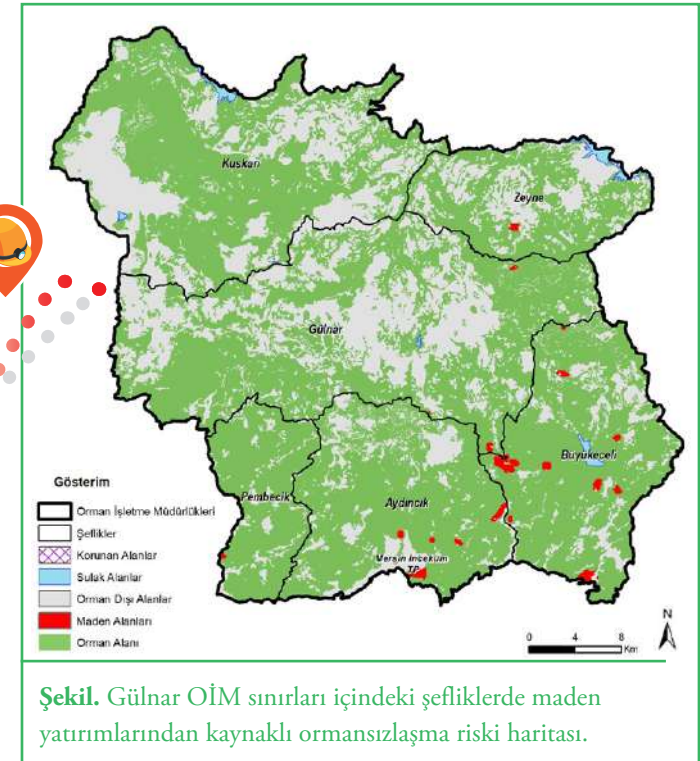 Kuskan
Zeyne
Gülnar
Büyükeceli
Pembecik
Aydıncık
Mersin İncekum
TP
Gösterim
Orman İşletme Müdürlükleri
Şeflikler
Korunan Alanlar
Sulak Alanlar
Orman Dışı Alanlar
Maden Alanları
Orman Alanı
N
0 4 8
Km
Şekil. Gülnar OİM sınırları içindeki şefliklerde maden
yatırımlarından kaynaklı ormansızlaşma riski haritası.